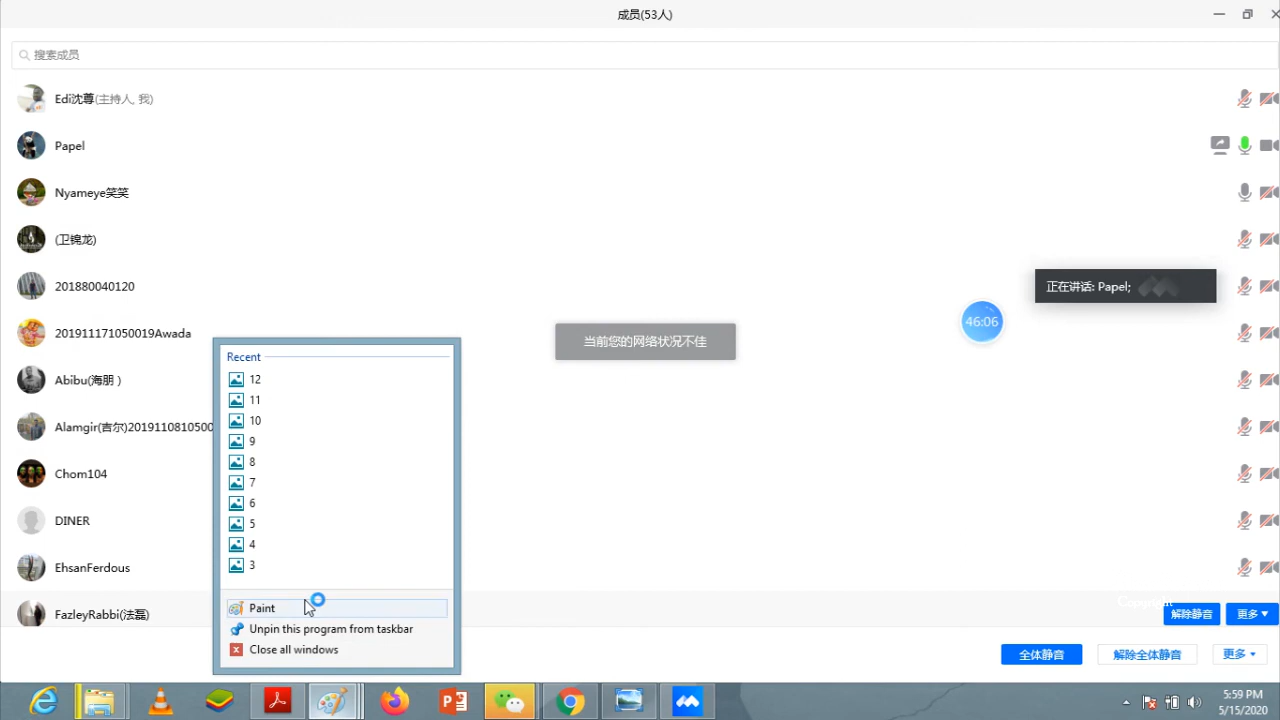 成员(53人)
搜索成员
Edi沈尊(主持人, 我)
Papel
Nyameye笑笑
(卫锦龙)
201880040120
正在讲话: Papel;
46:06
201911171050019Awada
当前您的网络状况不佳
Recent
12
Abibu(海朋 )
11
10
Alamgir(吉尔)2019110810500
9
8
Chom104
7
6
DINER
5
4
EhsanFerdous
3
Copyright
FazleyRabbi(法磊)
Paint
解除静音
更多
Unpin this program from taskbar
Close all windows
全体静音
解除全体静音
更多
5:59 PM
5/15/2020